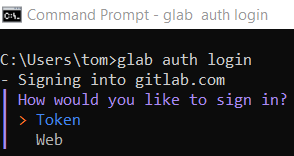 Command Prompt - glab auth login
C:\Users\tom>glab auth login
- Signing into gitlab.com
How would you like to sign in?
> Token
Web